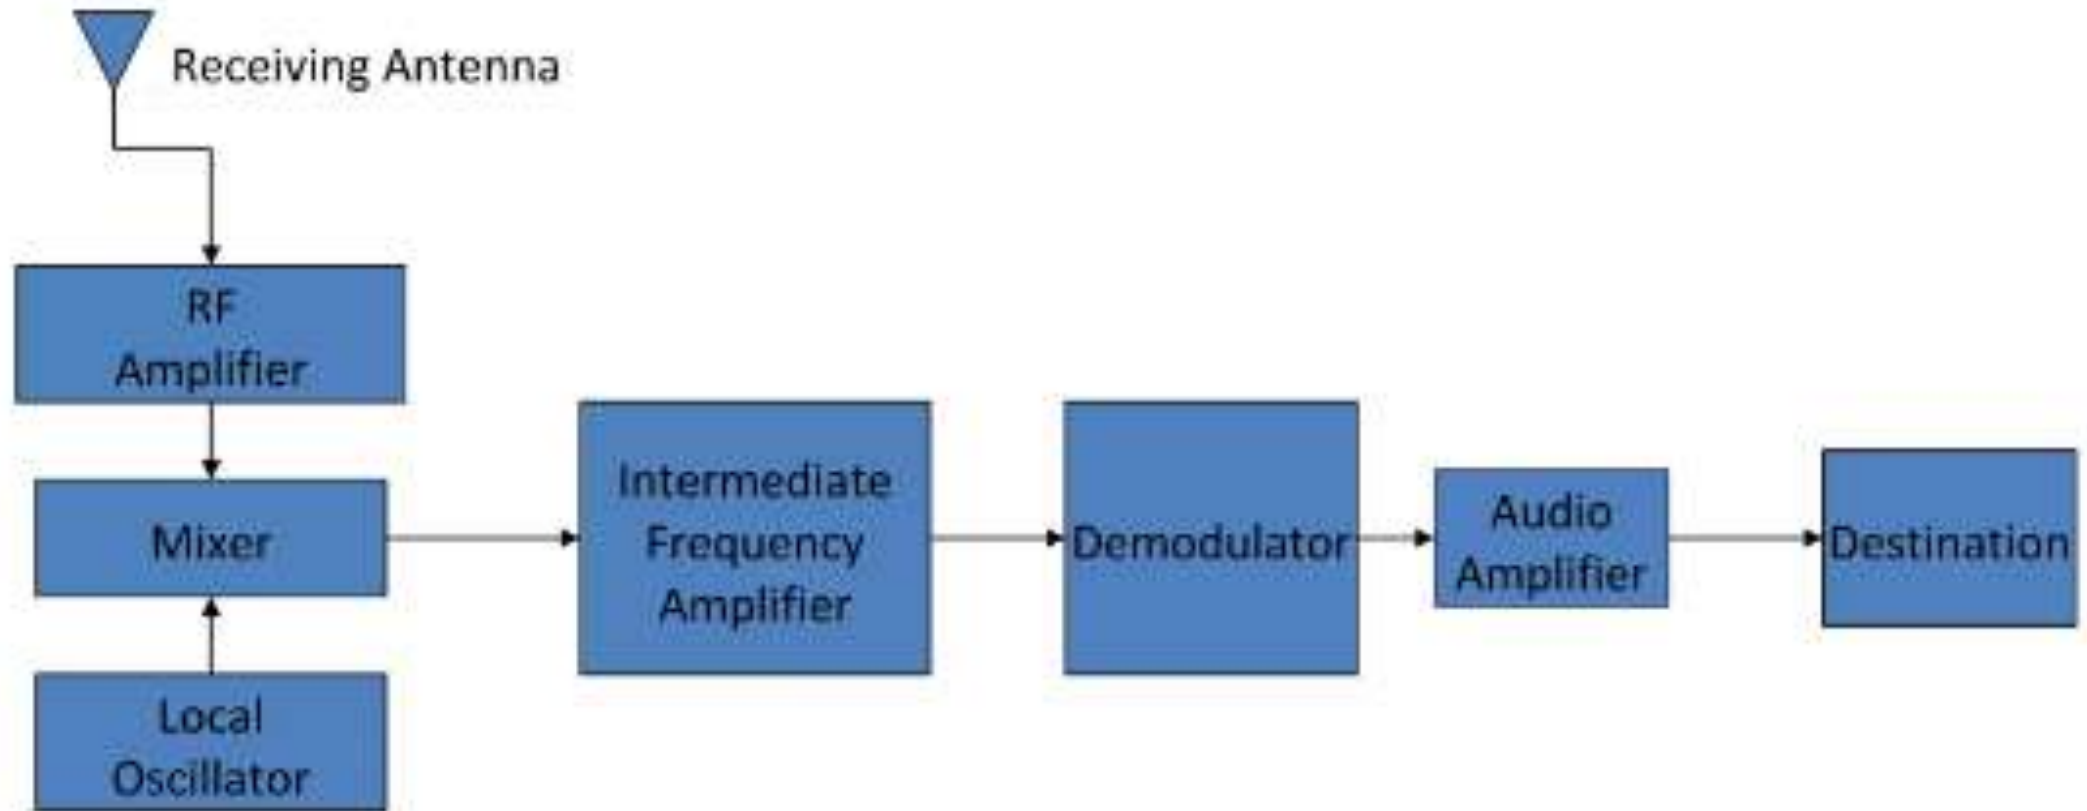 Receiving Antenna
RF
Amplifier
Mixer
Local
Oscillator
Intermediate
Frequency
Amplifier
Demodulator
Audio
Amplifier
Destination